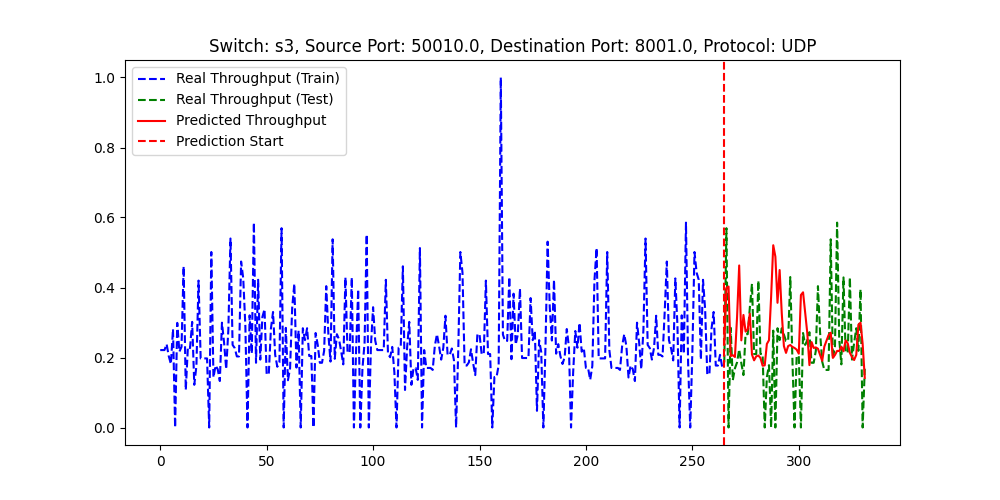 Switch: s3, Source Port: 50010.0, Destination Port: 8001.0, Protocol: UDP
Real Throughput (Train)
Real Throughput (Test)
Predicted Throughput
Prediction Start
1.0
0.8
0.6
0.4
0.2
0.0
0 50 100 150 200 250 300